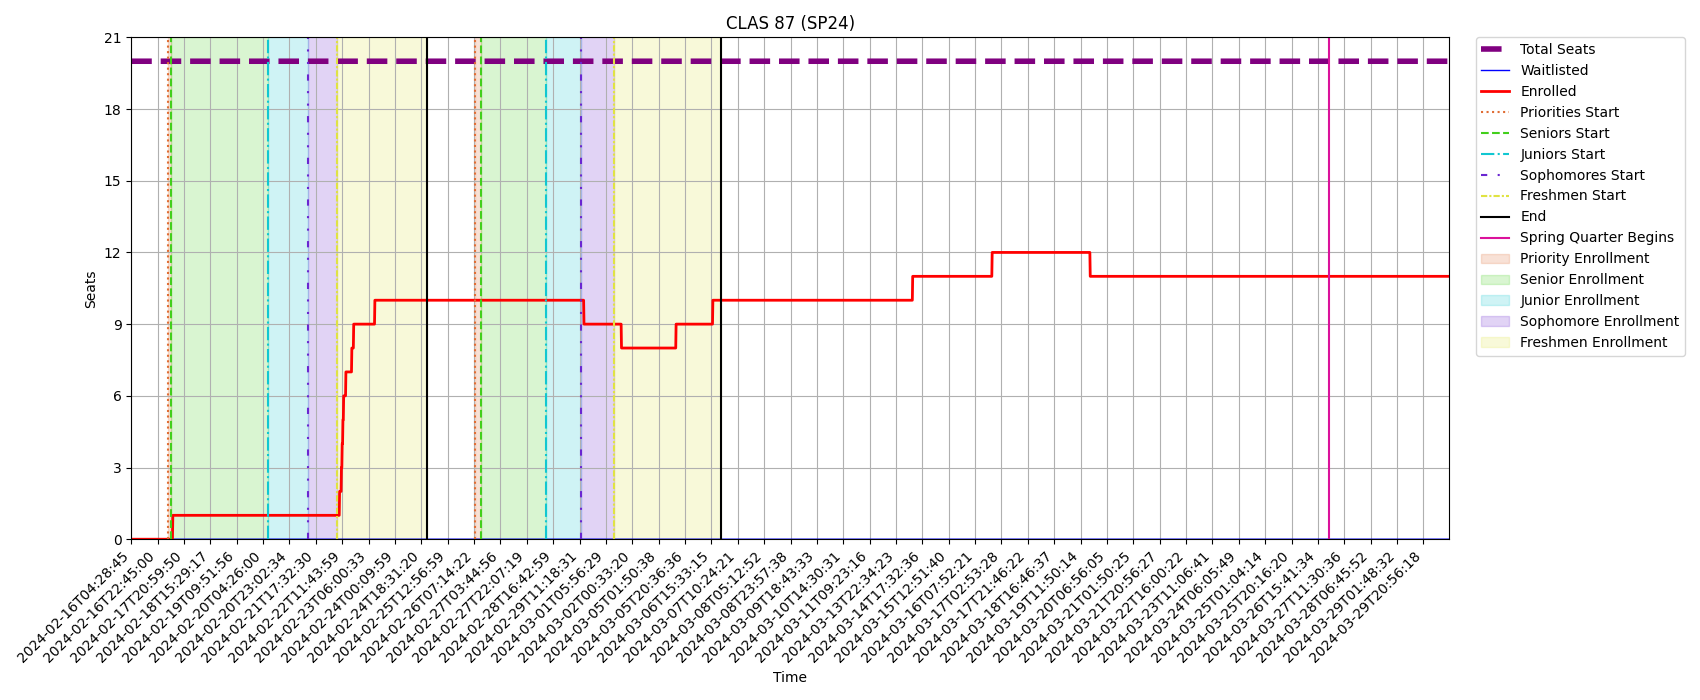 CLAS 87 (SP24)
21
18
15
12
9
6
3
0
Seats
2024-02-16T04:28:45
2024-02-16T22:45:00
2024-02-17T20:59:50
2024-02-18T15:29:17
2024-02-19T09:51:56
2024-02-20T04:26:00
2024-02-20T23:02:34
2024-02-21T17:32:30
2024-02-22T11:43:59
2024-02-23T06:00:33
2024-02-24T00:09:59
2024-02-24T18:31:20
2024-02-25T12:56:59
2024-02-26T07:14:22
2024-02-27T03:44:56
2024-02-27T22:07:19
2024-02-28T16:42:59
2024-02-29T11:18:31
2024-03-01T05:56:29
2024-03-02T00:33:20
2024-03-05T01:50:38
2024-03-05T20:36:36
2024-03-06T15:33:15
2024-03-07T10:24:21
2024-03-08T05:12:52
2024-03-08T23:57:38
2024-03-09T18:43:33
2024-03-10T14:30:31
2024-03-11T09:23:16
2024-03-13T22:34:23
2024-03-14T17:32:36
2024-03-15T12:51:40
2024-03-16T07:52:21
2024-03-17T02:53:28
2024-03-17T21:46:22
2024-03-18T16:46:37
2024-03-19T11:50:14
2024-03-20T06:56:05
2024-03-21T01:50:25
2024-03-21T20:56:27
2024-03-22T16:00:22
2024-03-23T11:06:41
2024-03-24T06:05:49
2024-03-25T01:04:14
2024-03-25T20:16:20
2024-03-26T15:41:34
2024-03-27T11:30:36
2024-03-28T06:45:52
2024-03-29T01:48:32
2024-03-29T20:56:18
Time
Total Seats
Waitlisted
Enrolled
Priorities Start
Seniors Start
Juniors Start
Sophomores Start
Freshmen Start
End
Spring Quarter Begins
Priority Enrollment
Senior Enrollment
Junior Enrollment
Sophomore Enrollment
Freshmen Enrollment